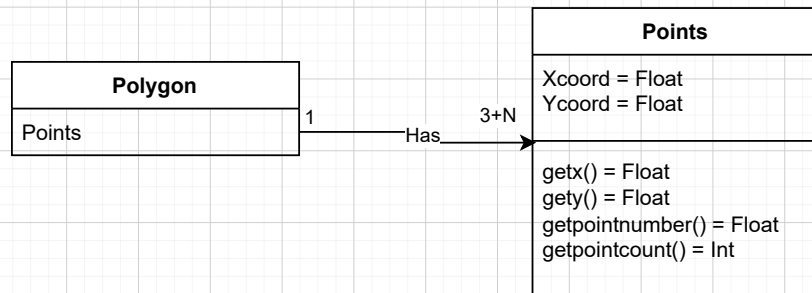 Polygon
Points
1
Has
3+N
Points
Xcoord = Float
Ycoord = Float
getx() = Float
gety() = Float
getpointnumber() = Float
getpointcount() = Int